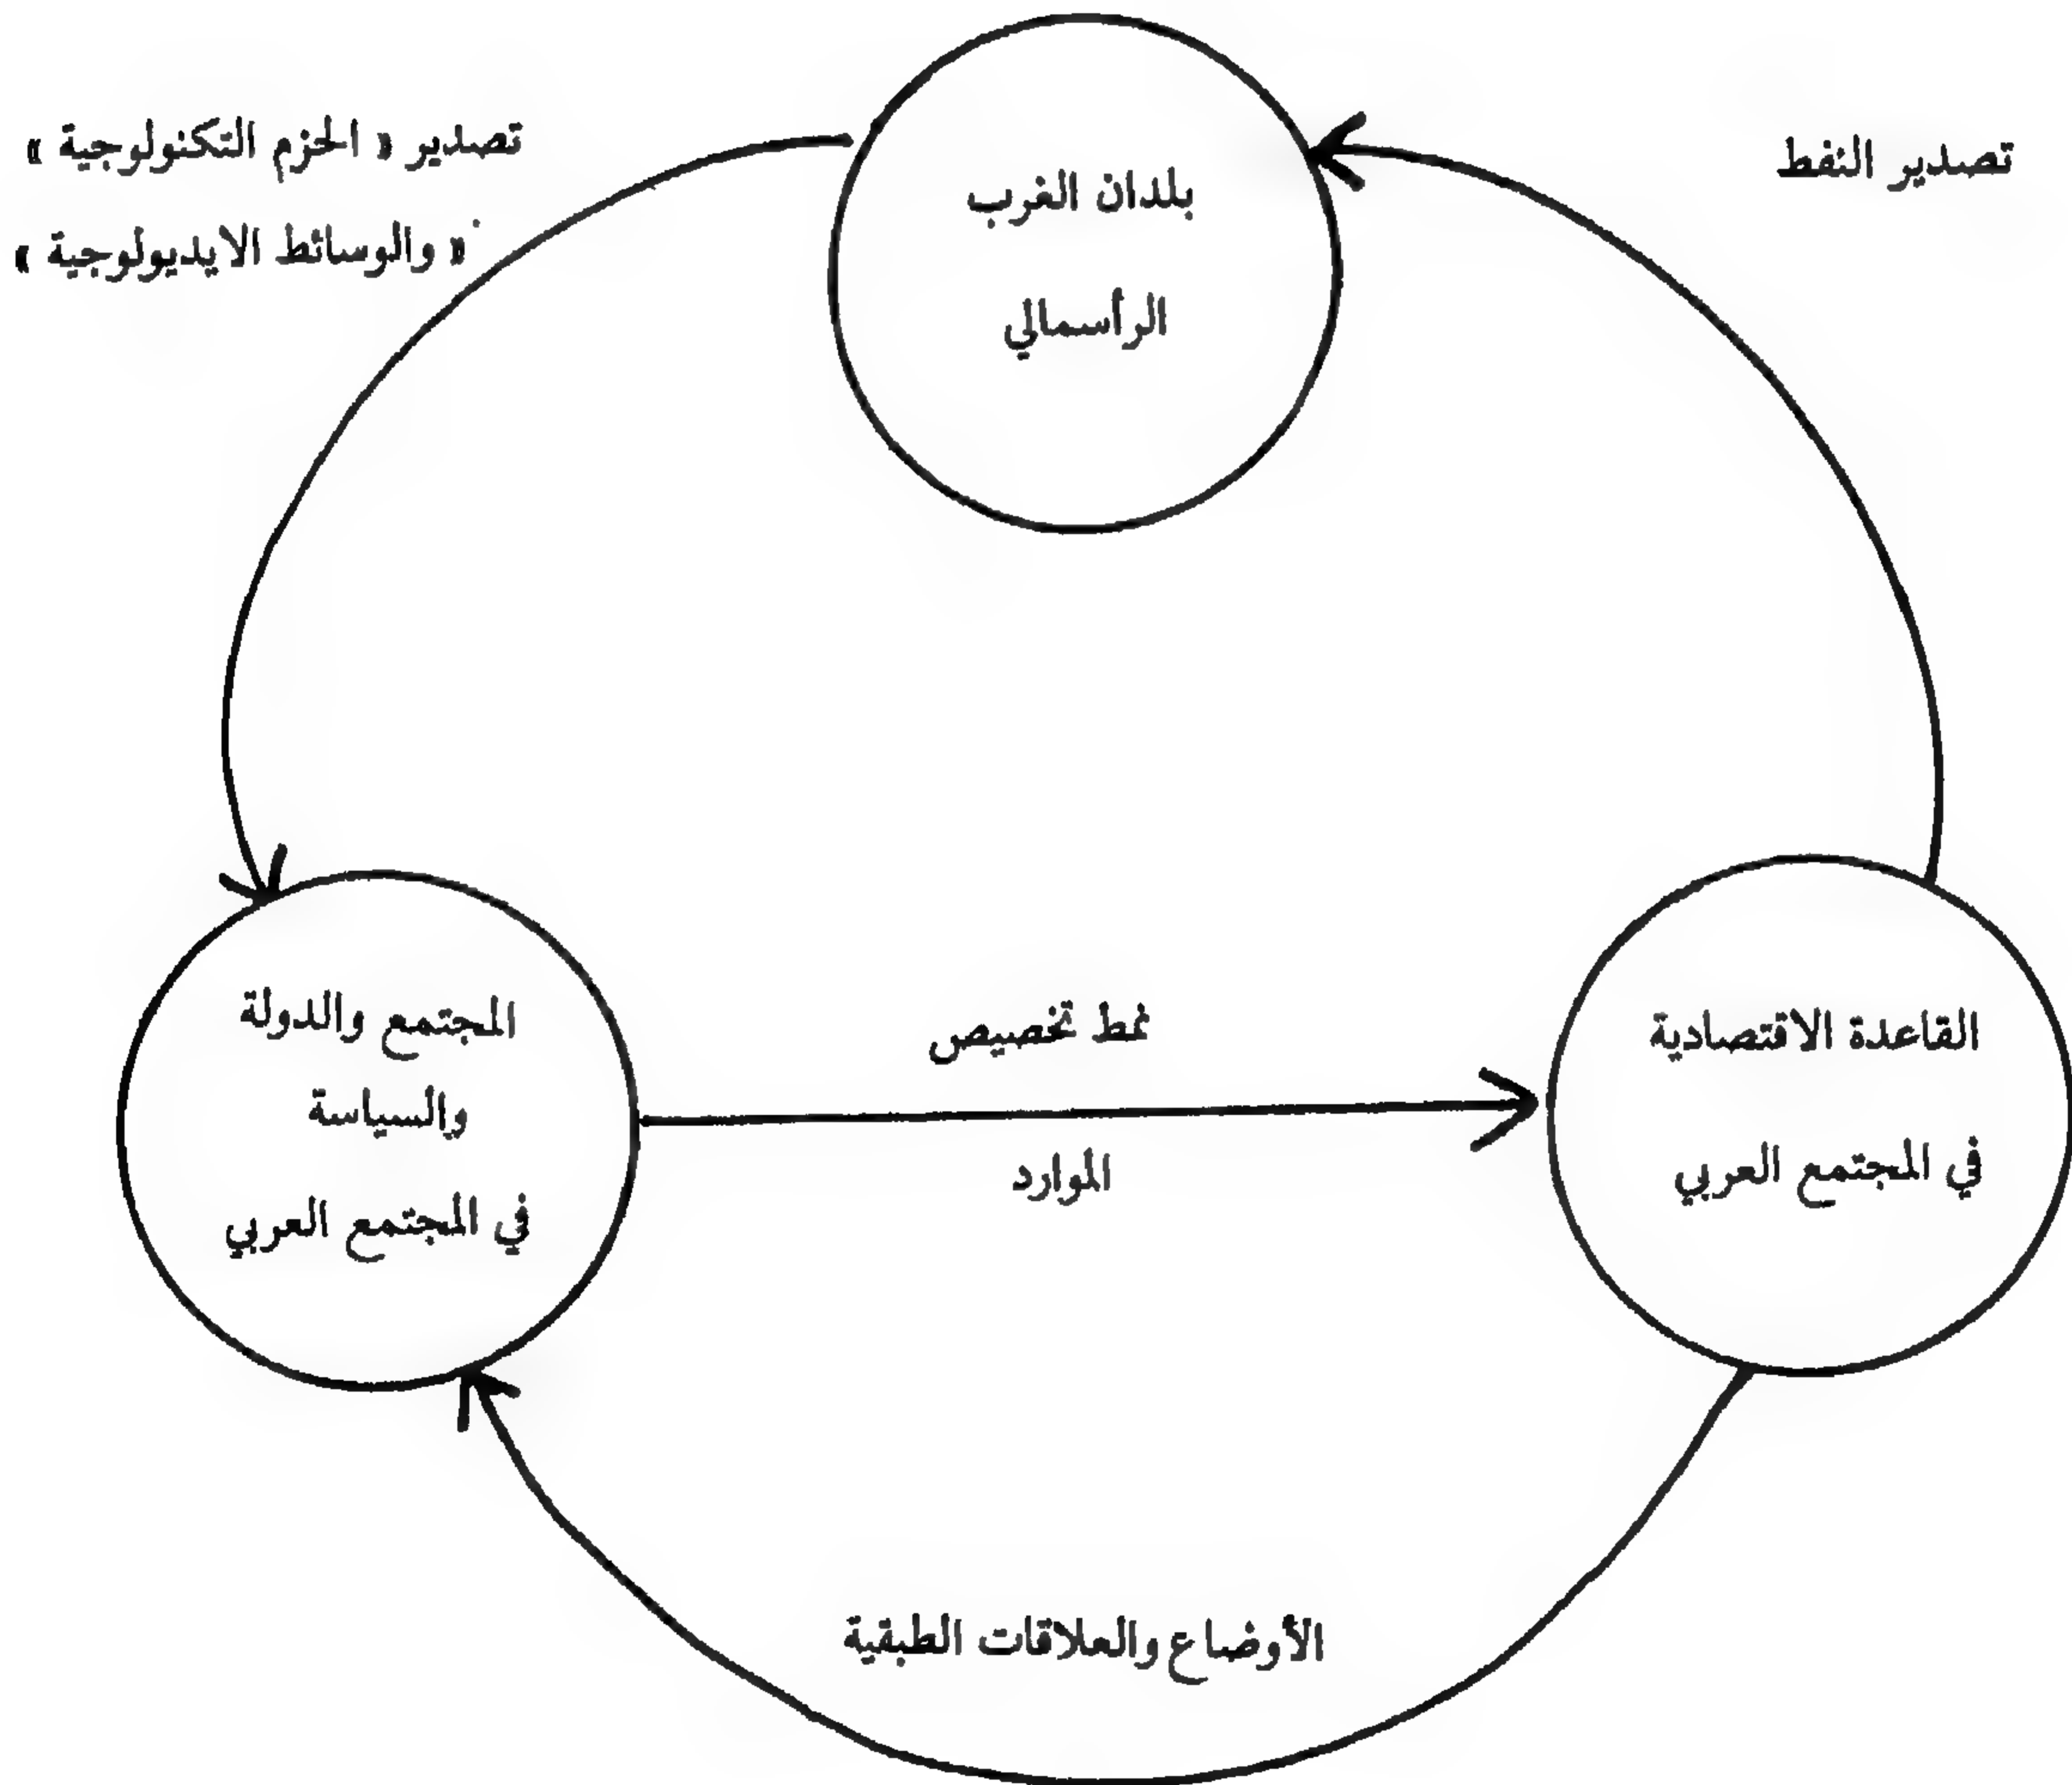 تصدير النفط
تصدير « الحزم التكنولوجية »
« والوسائط الايديولوجية »
بلدان الغرب
الرأسمالي
القاعدة الاقتصادية
في المجتمع العربي
نمط تخصيص
الموارد
المجتمع والدولة
والسياسة
في المجتمع العربي
الأوضاع والعلاقات الطبقية